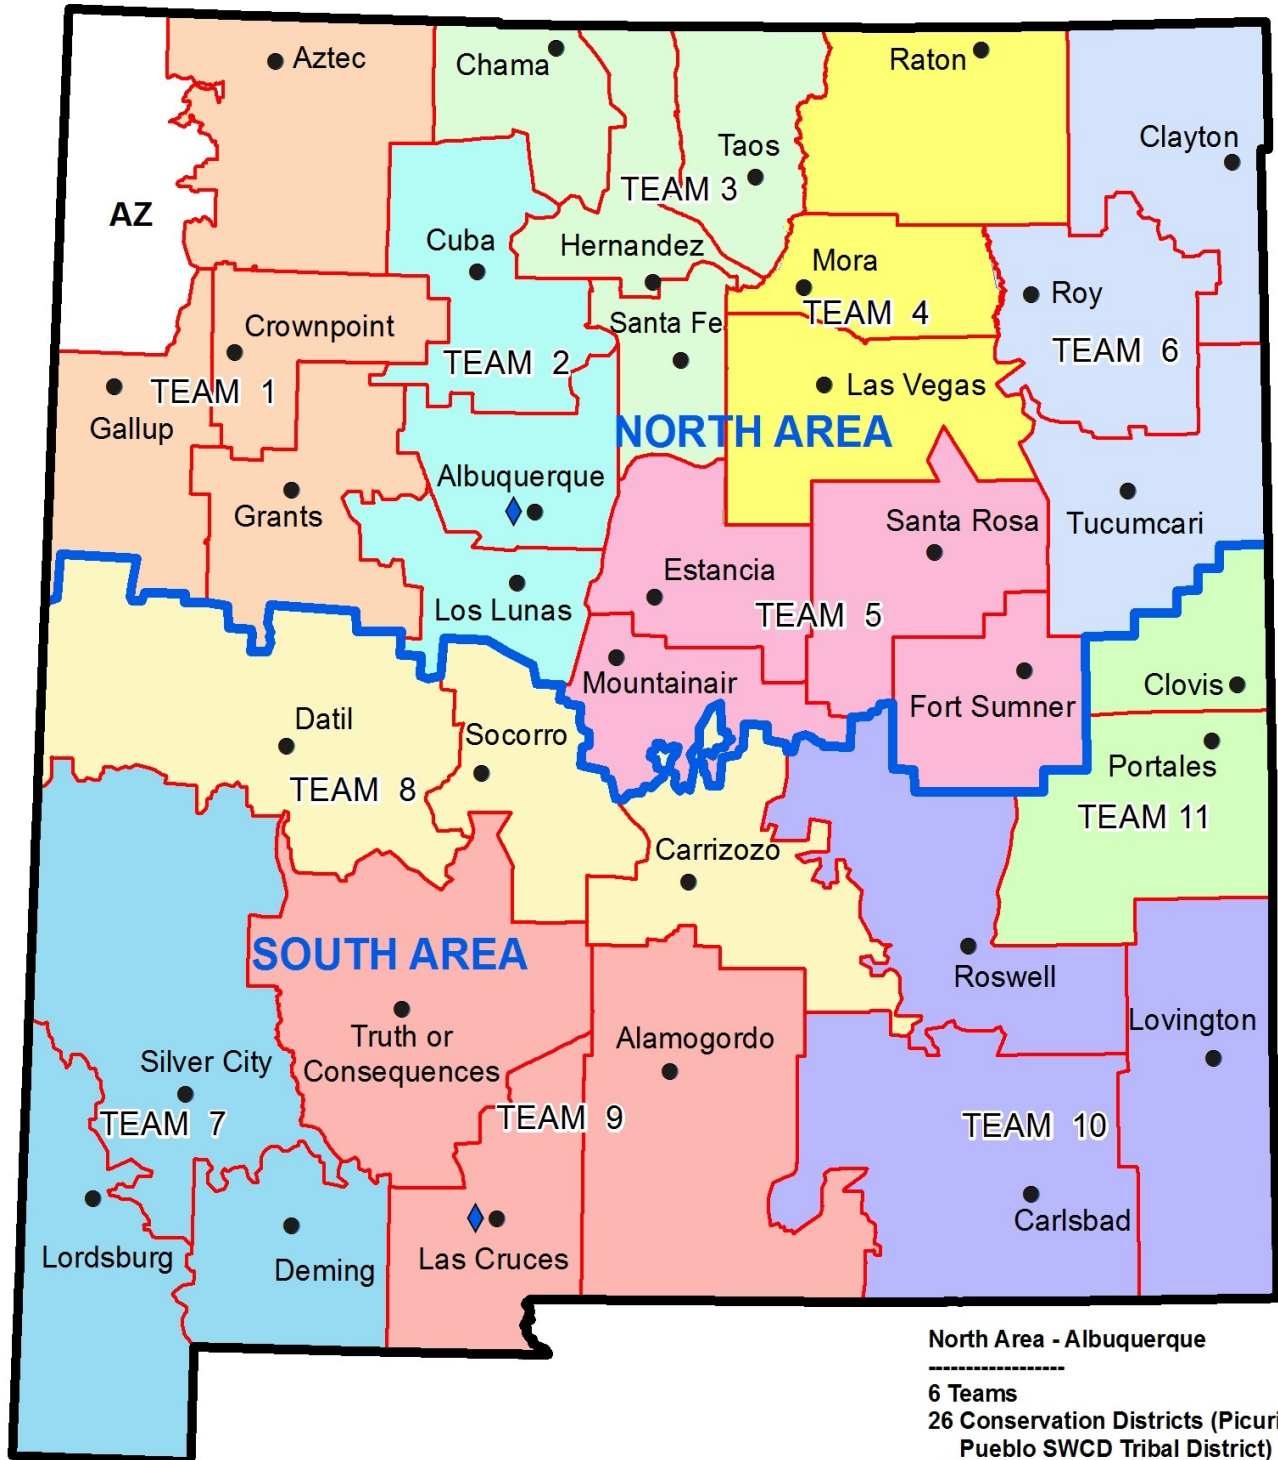 Aztec
Chama
Raton
Clayton
Taos
TEAM 3
AZ
Cuba
Hernandez
Mora
Roy
TEAM 4
Crownpoint
Santa Fe
TEAM 2
TEAM 6
TEAM 1
Las Vegas
Gallup
NORTH AREA
Albuquerque
Grants
Santa Rosa
Tucumcari
Estancia
Los Lunas
TEAM 5
Mountainair
Clovis
Fort Sumner
Datil
Socorro
Portales
TEAM 8
TEAM 11
Carrizozo
SOUTH AREA
Roswell
Truth or
Consequences
Alamogordo
Lovington
Silver City
TEAM 7
TEAM 9
TEAM 10
Carlsbad
Lordsburg
Deming
Las Cruces
North Area - Albuquerque
------------------
6 Teams
26 Conservation Districts (Picuri
Pueblo SWCD Tribal District)